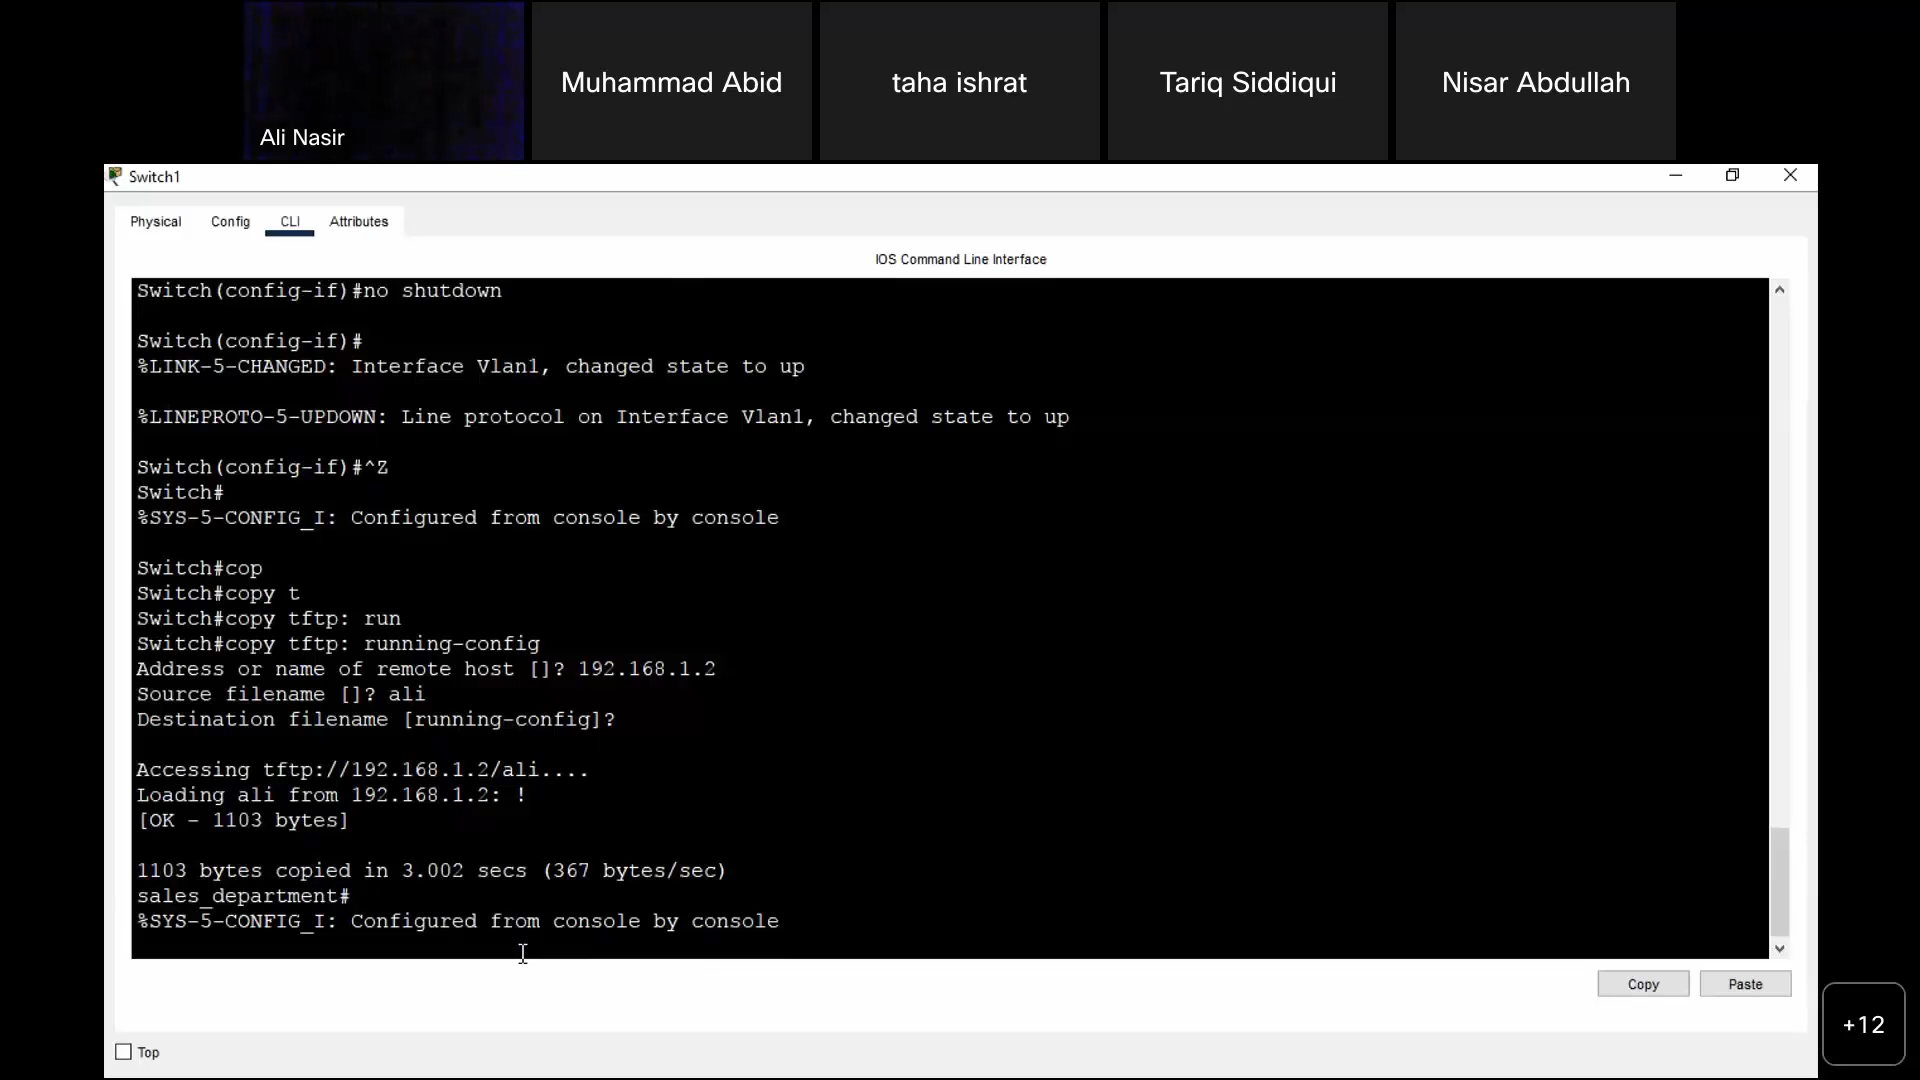 Ali Nasir
Muhammad Abid
taha ishrat
Tariq Siddiqui
Nisar Abdullah
Switch1
Physical Config CLI Attributes
IOS Command Line Interface
Switch(config-if)#no shutdown
Switch(config-if)#
%LINK-5-CHANGED: Interface Vlan1, changed state to up
%LINEPROTO-5-UPDOWN: Line protocol on Interface Vlan1, changed state to up
Switch(config-if)#^Z
Switch#
%SYS-5-CONFIG_I: Configured from console by console
Switch#cop
Switch#copy t
Switch#copy tftp: run
Switch#copy tftp: running-config
Address or name of remote host []? 192.168.1.2
Source filename []? ali
Destination filename [running-config]?
Accessing tftp://192.168.1.2/ali....
Loading ali from 192.168.1.2: !
[OK - 1103 bytes]
1103 bytes copied in 3.002 secs (367 bytes/sec)
sales_department#
%SYS-5-CONFIG_I: Configured from console by console
Copy Paste
+12
Top